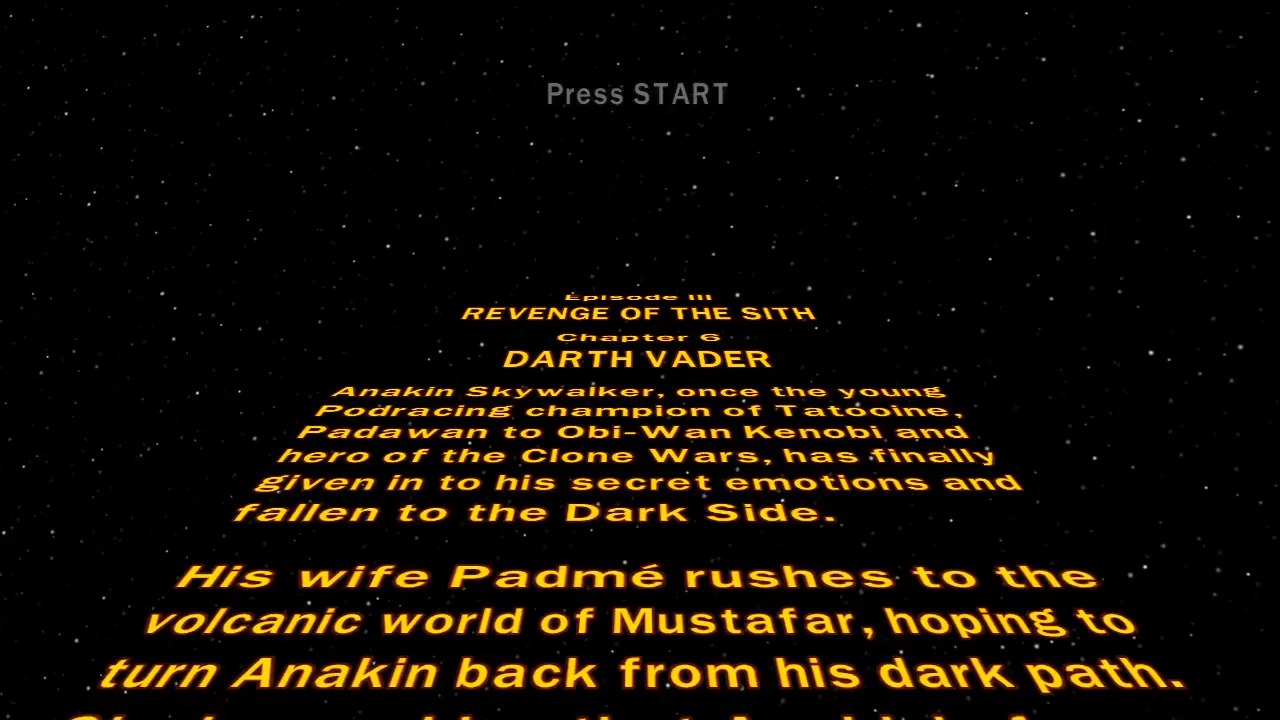 Press START
Episode III
REVENGE OF THE SITH
Chapter 6
DARTH VADER
Anakin Skywalker, once the young
Podracing champion of Tatooine,
Padawan to Obi-Wan Kenobi and
hero of the Clone Wars, has finally
given in to his secret emotions and
fallen to the Dark Side.
His wife Padmé rushes to the
volcanic world of Mustafar, hoping to
turn Anakin back from his dark path.